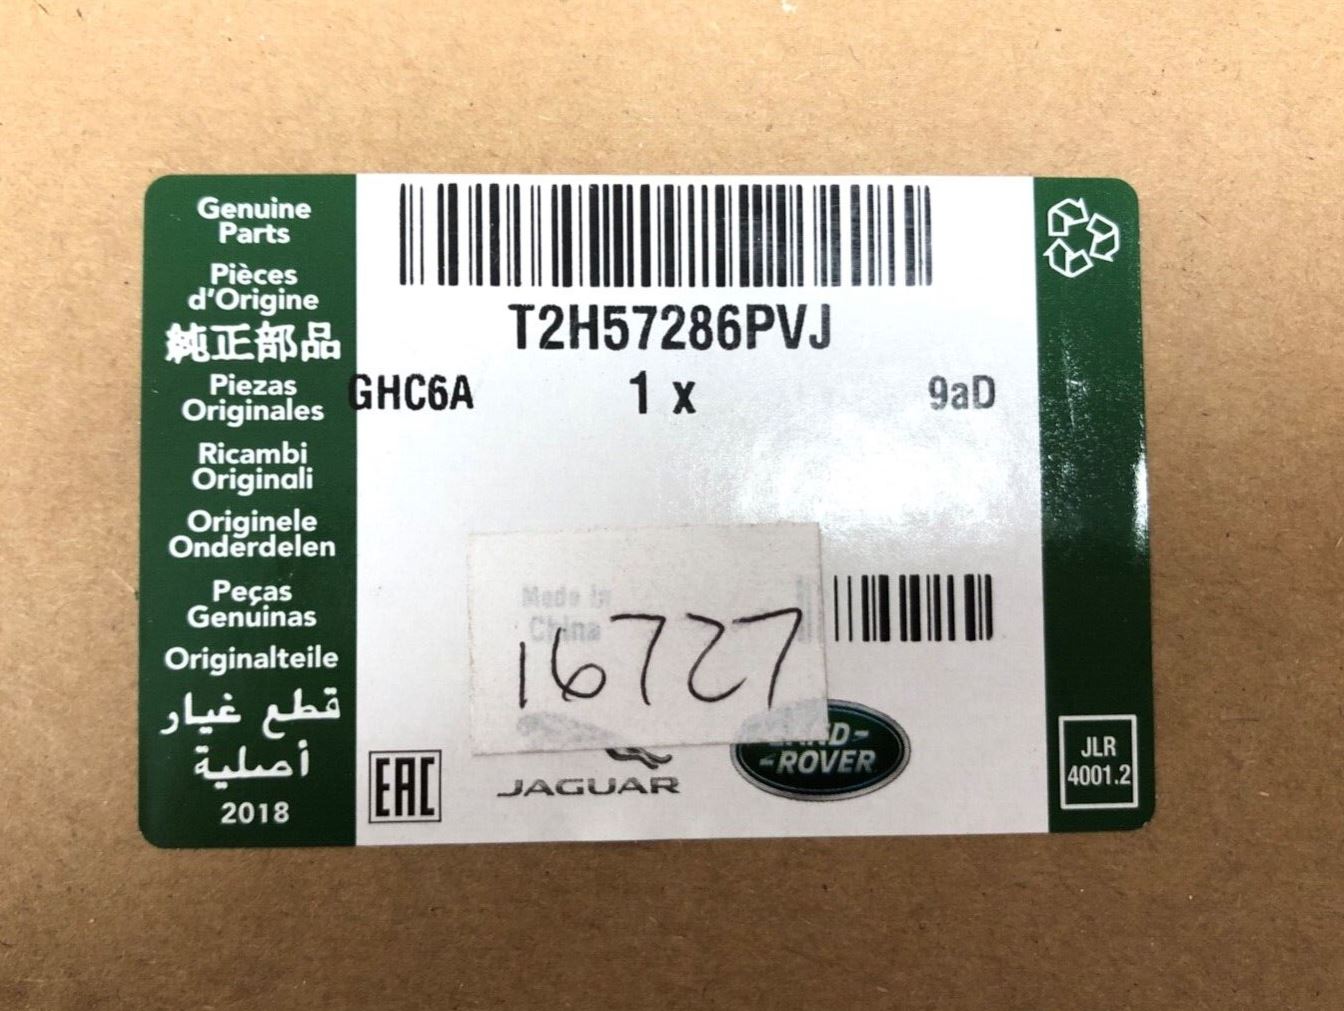 Genuine
Parts
Pièces
d'Origine
純正部品
Piezas
Originales
Ricambi
Originali
Originele
Onderdelen
Peças
Genuínas
Originalteile
قطع غيار
أصلية
2018
T2H57286PVJ
GHC6A 1 x 9aD
Made in
China
16727
EAC
JAGUAR
LAND-
-ROVER
JLR
4001.2